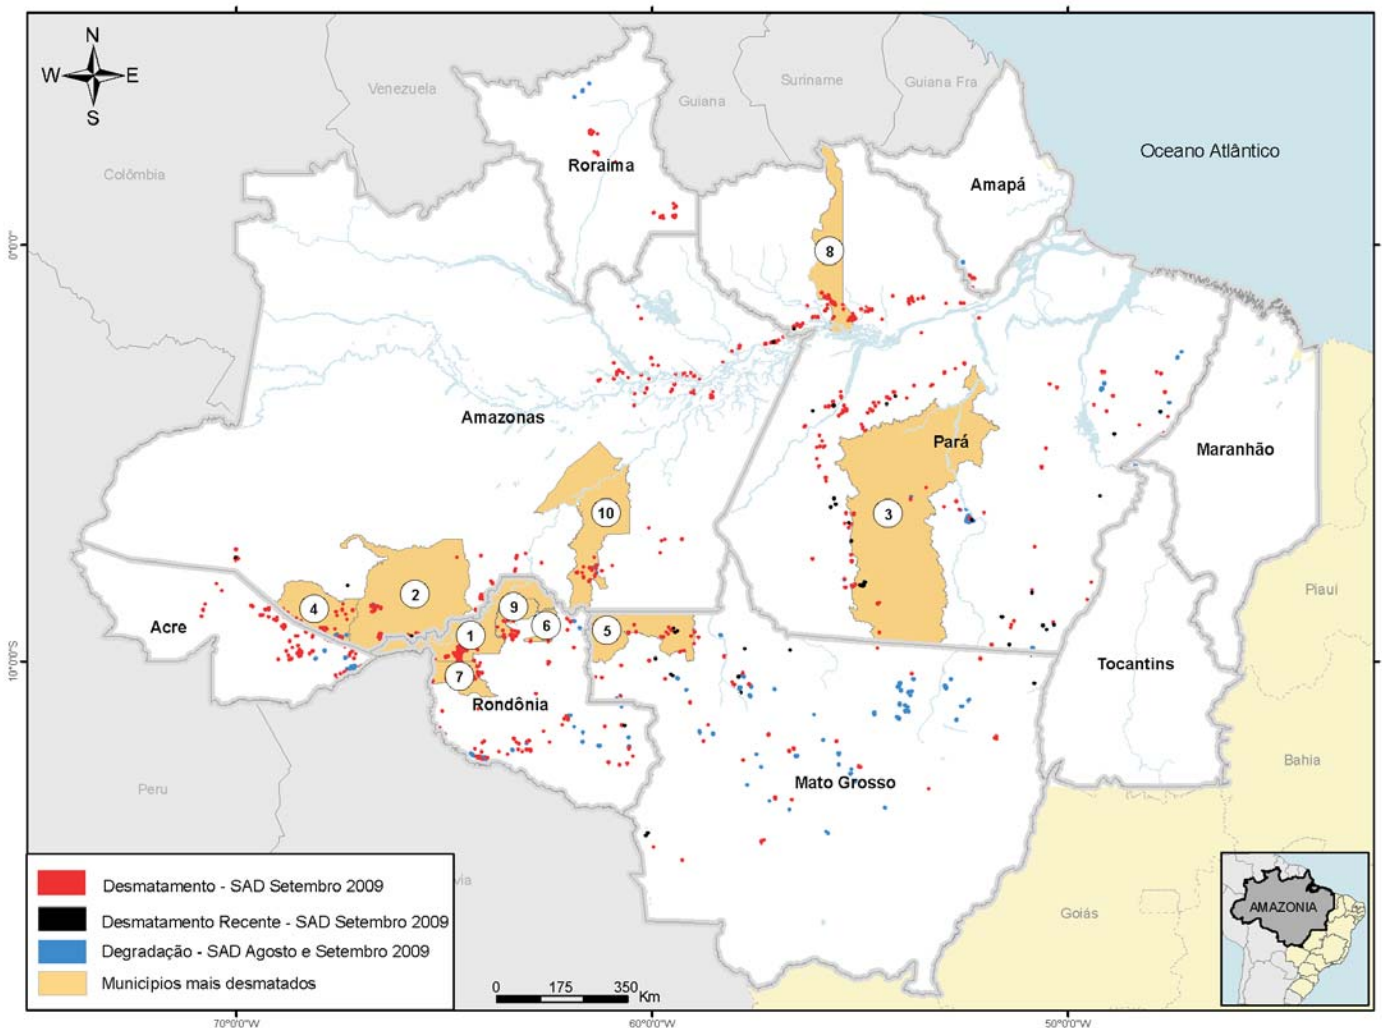 N
W E
S
Venezuela
Suriname
Guiana Fra
Guiana
Colômbia
Oceano Atlântico
Roraima
Amapá
0°0'0"
8
Amazonas
Pará
Maranhão
10
3
2
4
9
6
5
1
7
Acre
Piauí
10°0'0"S
Tocantins
Rondônia
Bahia
Peru
Mato Grosso
via
Goiás
Desmatamento - SAD Setembro 2009
Desmatamento Recente - SAD Setembro 2009
Degradação - SAD Agosto e Setembro 2009
Municípios mais desmatados
0 175 350
Km
AMAZONIA
70°0'0"W 60°0'0"W 50°0'0"W